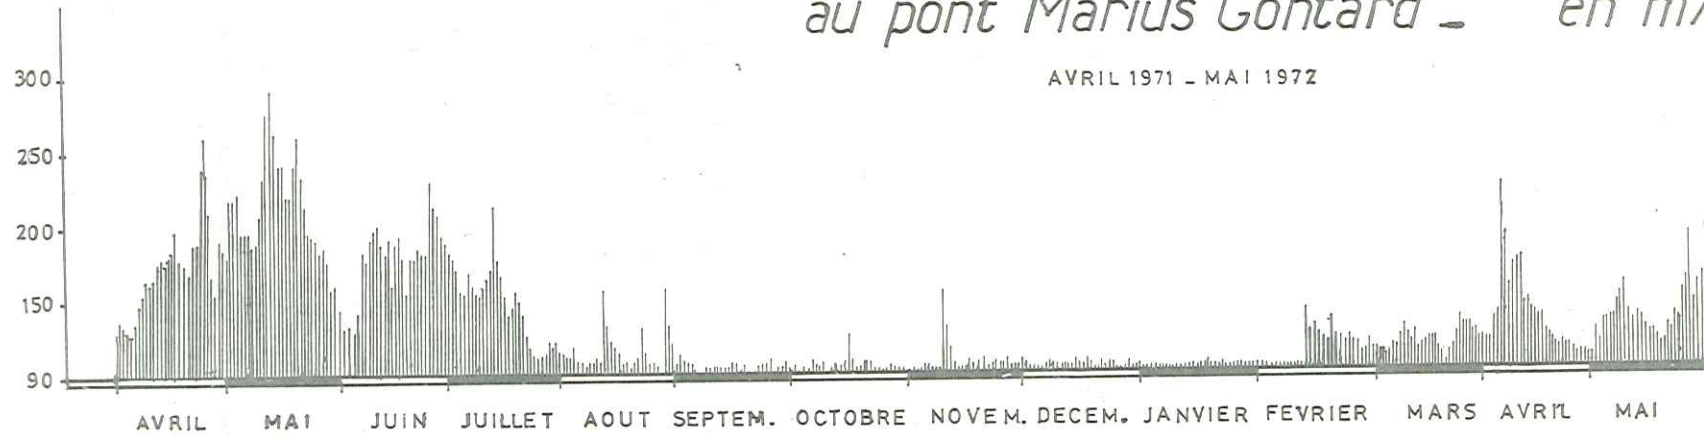 au pont Marius Gontard _ en m
AVRIL 1971 _ MAI 1972
300
250
200
150
90
AVRIL MAI JUIN JUILLET AOUT SEPTEM. OCTOBRE NOVEM. DECEM. JANVIER FEVRIER MARS AVRIL MAI